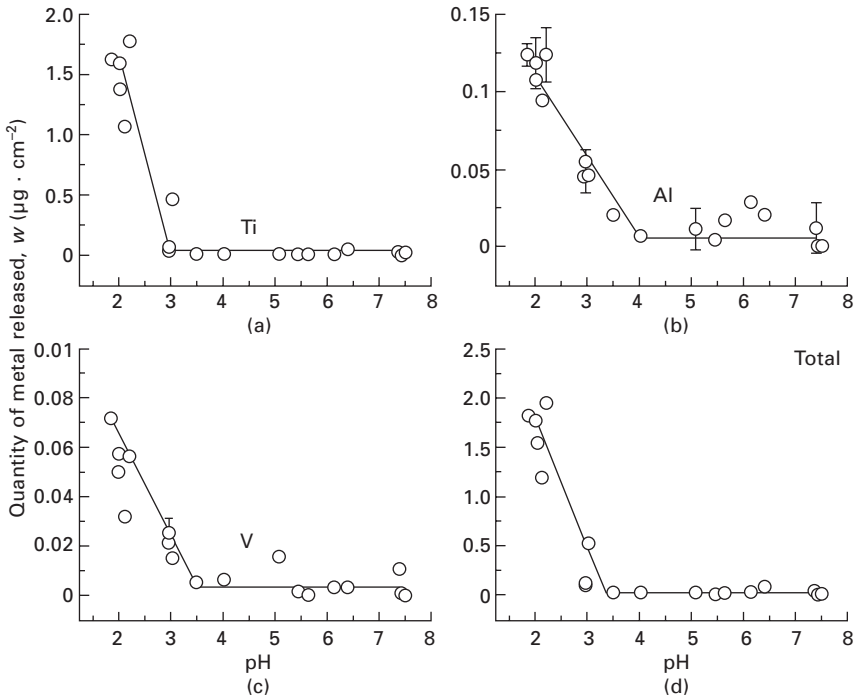 Quantity of metal released, w (µg · cm⁻²)
2.0
1.5
1.0
0.5
0
Ti
2 3 4 5 6 7 8
(a)
0.15
0.1
0.05
0
Al
2 3 4 5 6 7 8
(b)
0.01
0.08
0.06
0.04
0.02
0
V
2 3 4 5 6 7 8
pH
(c)
2.5
2.0
1.5
1.0
0.5
0
Total
2 3 4 5 6 7 8
pH
(d)